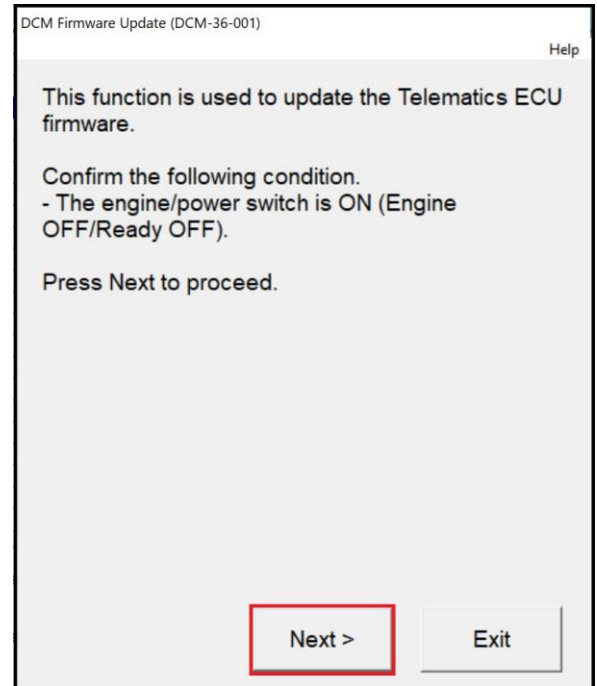 DCM Firmware Update (DCM-36-001)
Help
This function is used to update the Telematics ECU
firmware.
Confirm the following condition.
- The engine/power switch is ON (Engine
OFF/Ready OFF).
Press Next to proceed.
Next >
Exit